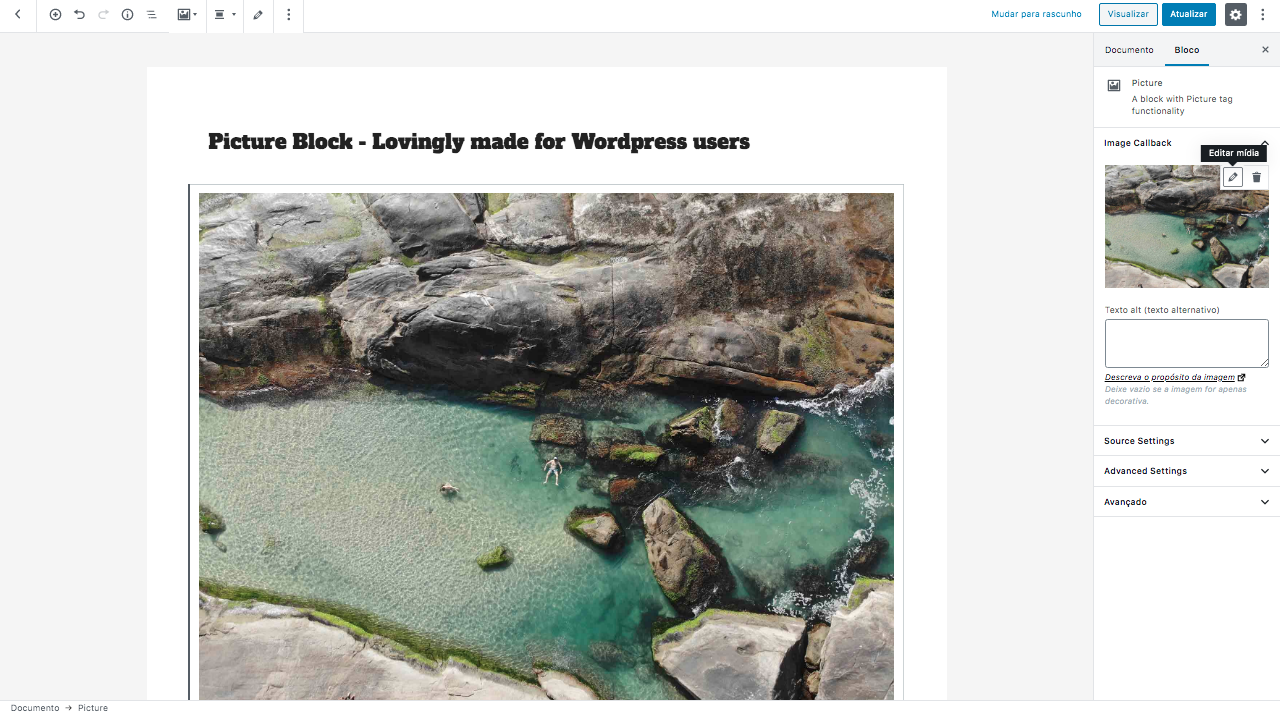 Mudar para rascunho
Visualizar
Atualizar
Documento
Bloco
Picture
A block with Picture tag
functionality
Image Callback
Editar mídia
Picture Block - Lovingly made for Wordpress users
Texto alt (texto alternativo)
Descreva o propósito da imagem
Deixe vazio se a imagem for apenas
decorativa.
Source Settings
Advanced Settings
Avançado
Documento → Picture